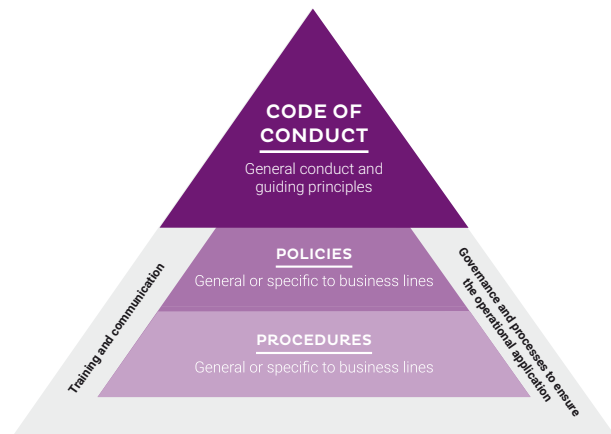 CODE OF
CONDUCT
General conduct and
guiding principles
POLICIES
General or specific to business lines
PROCEDURES
General or specific to business lines
Training and communication
Governance and processes to ensure
the operational application